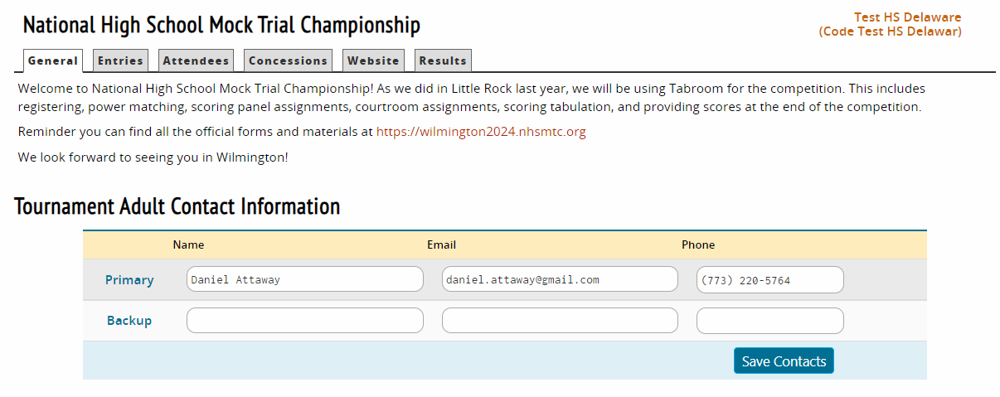 National High School Mock Trial Championship
Test HS Delaware
(Code Test HS Delawar)
General Entries Attendees Concessions Website Results
Welcome to National High School Mock Trial Championship! As we did in Little Rock last year, we will be using Tabroom for the competition. This includes
registering, power matching, scoring panel assignments, courtroom assignments, scoring tabulation, and providing scores at the end of the competition.
Reminder you can find all the official forms and materials at https://wilmington2024.nhsmtc.org
We look forward to seeing you in Wilmington!
Tournament Adult Contact Information
Name Email Phone
Primary Daniel Attaway daniel.attaway@gmail.com (773) 220-5764
Backup
Save Contacts